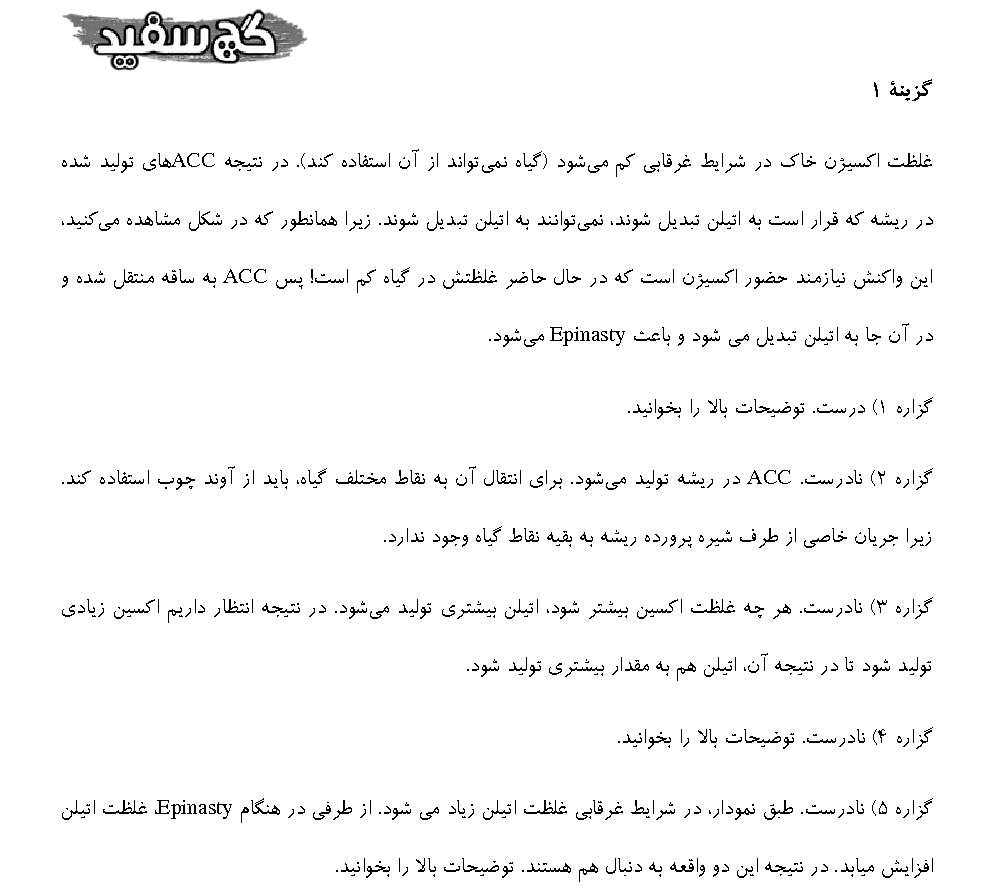 گچ سفید
گزینهٔ ۱
غلظت اکسیژن خاک در شرایط غرقابی کم می‌شود (گیاه نمی‌تواند از آن استفاده کند). در نتیجه ACCهای تولید شده
در ریشه که قرار است به اتیلن تبدیل شوند، نمی‌توانند به اتیلن تبدیل شوند. زیرا همانطور که در شکل مشاهده می‌کنید،
این واکنش نیازمند حضور اکسیژن است که در حال حاضر غلظتش در گیاه کم است! پس ACC به ساقه منتقل شده و
در آن جا به اتیلن تبدیل می شود و باعث Epinasty می‌شود.
گزاره ۱) درست. توضیحات بالا را بخوانید.
گزاره ۲) نادرست. ACC در ریشه تولید می‌شود. برای انتقال آن به نقاط مختلف گیاه، باید از آوند چوب استفاده کند.
زیرا جریان خاصی از طرف شیره پرورده ریشه به بقیه نقاط گیاه وجود ندارد.
گزاره ۳) نادرست. هر چه غلظت اکسین بیشتر شود، اتیلن بیشتری تولید می‌شود. در نتیجه انتظار داریم اکسین زیادی
تولید شود تا در نتیجه آن، اتیلن هم به مقدار بیشتری تولید شود.
گزاره ۴) نادرست. توضیحات بالا را بخوانید.
گزاره ۵) نادرست. طبق نمودار، در شرایط غرقابی غلظت اتیلن زیاد می شود. از طرفی در هنگام Epinasty، غلظت اتیلن
افزایش میابد. در نتیجه این دو واقعه به دنبال هم هستند. توضیحات بالا را بخوانید.